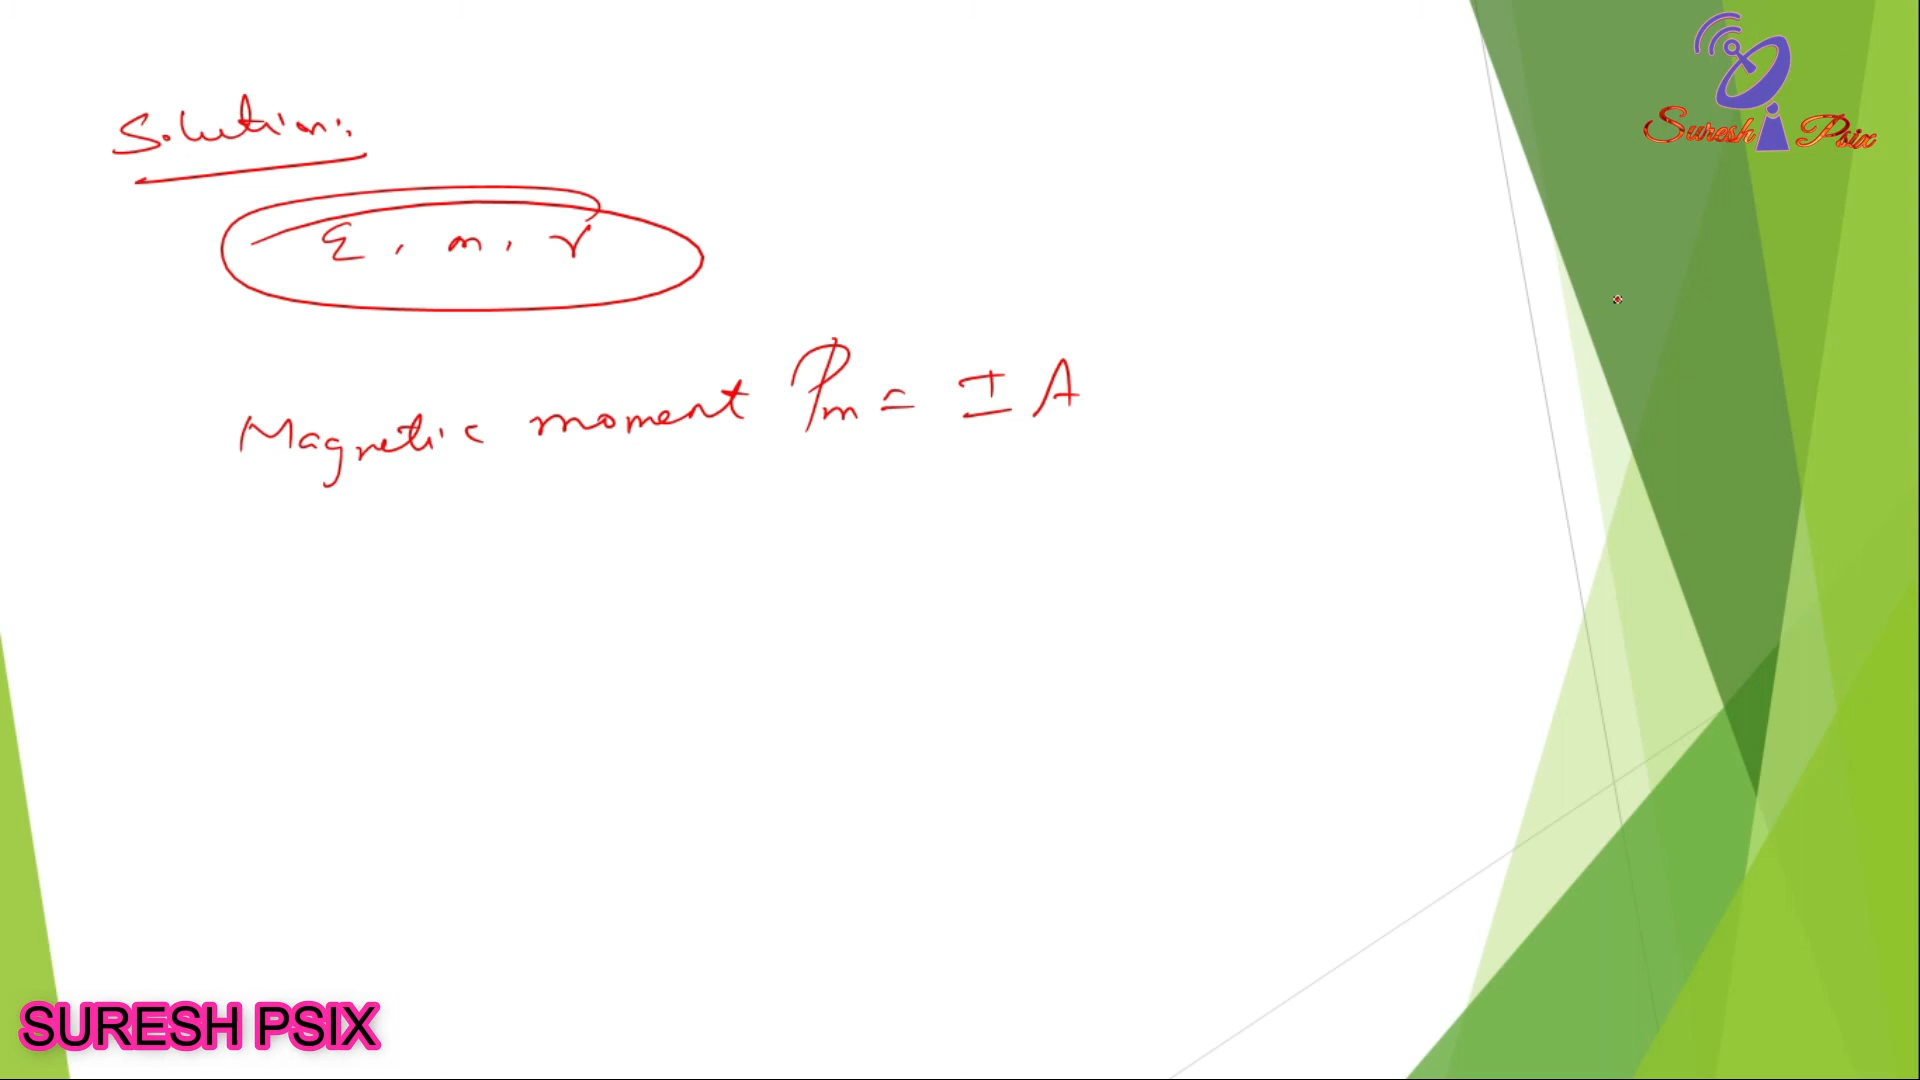 Suresh Psix
Solution:
Σ, m, r
Magnetic moment Pm = I A
SURESH PSIX